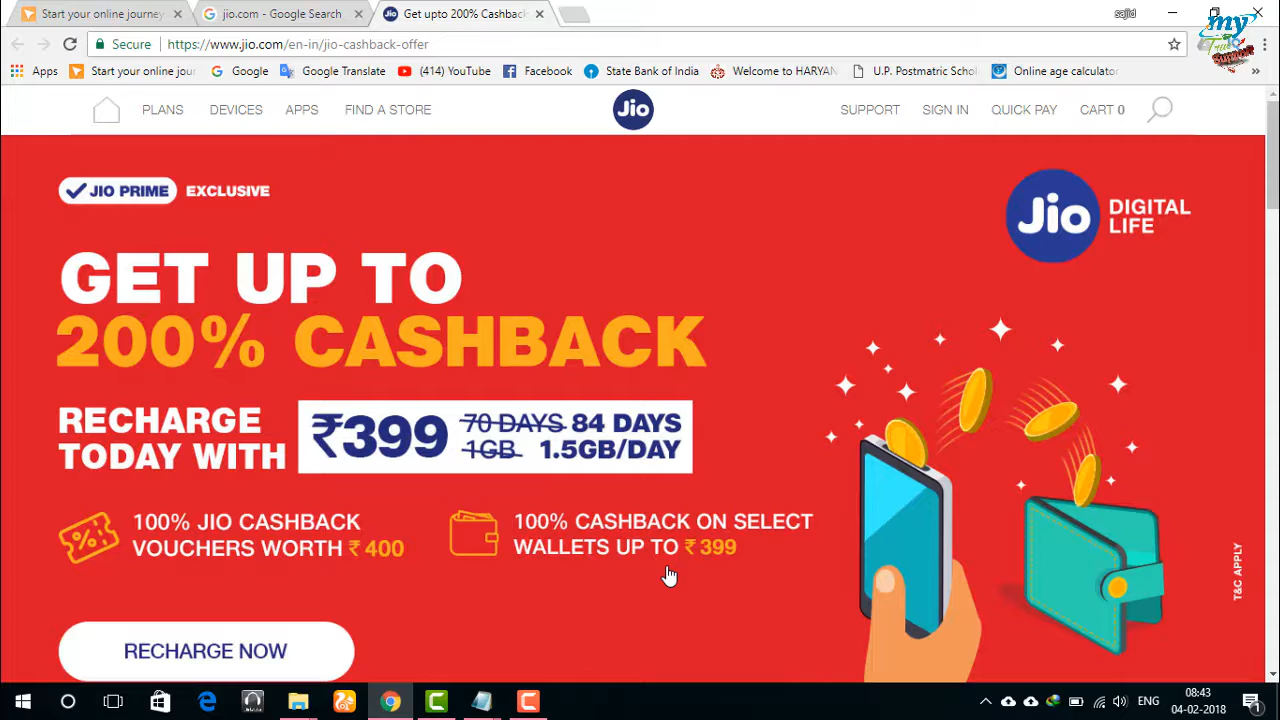 Start your online journey
jio.com - Google Search
Get upto 200% Cashback
sajid
Secure
https://www.jio.com/en-in/jio-cashback-offer
my
True
Support
Apps
Start your online jour
Google
Google Translate
(414) YouTube
Facebook
State Bank of India
Welcome to HARYAN
U.P. Postmatric Schol
Online age calculator
»
PLANS
DEVICES
APPS
FIND A STORE
Jio
SUPPORT
SIGN IN
QUICK PAY
CART 0
JIO PRIME
EXCLUSIVE
Jio
DIGITAL
LIFE
GET UP TO
200% CASHBACK
RECHARGE
TODAY WITH
₹399
70 DAYS 84 DAYS
1GB 1.5GB/DAY
100% JIO CASHBACK
VOUCHERS WORTH ₹400
100% CASHBACK ON SELECT
WALLETS UP TO ₹399
T&C APPLY
RECHARGE NOW
ENG
08:43
04-02-2018
1